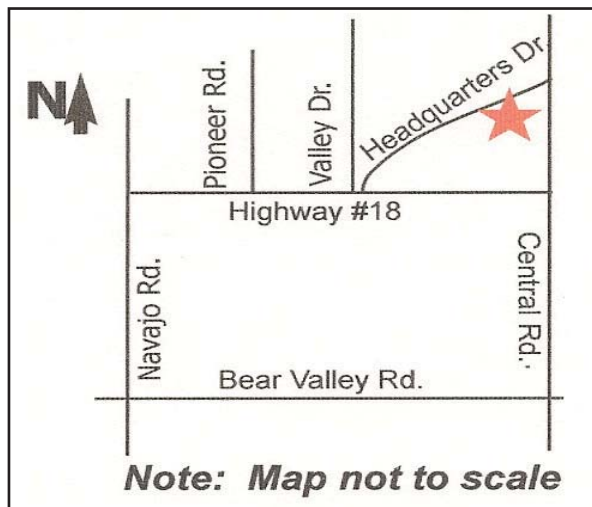 N
Pioneer Rd.
Valley Dr.
Headquarters Dr.
Highway #18
Navajo Rd.
Central Rd.
Bear Valley Rd.
Note: Map not to scale